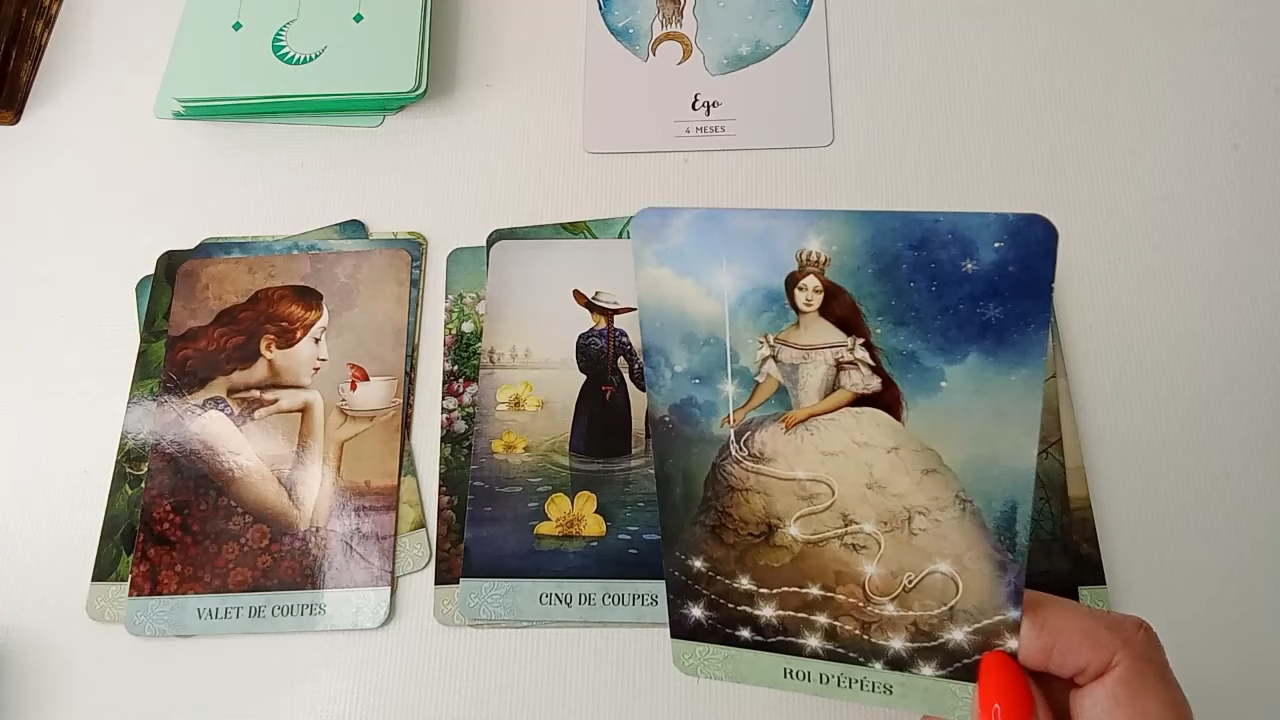 Ego
4 MESES
VALET DE COUPES
CINQ DE COUPES
ROI D'ÉPÉES